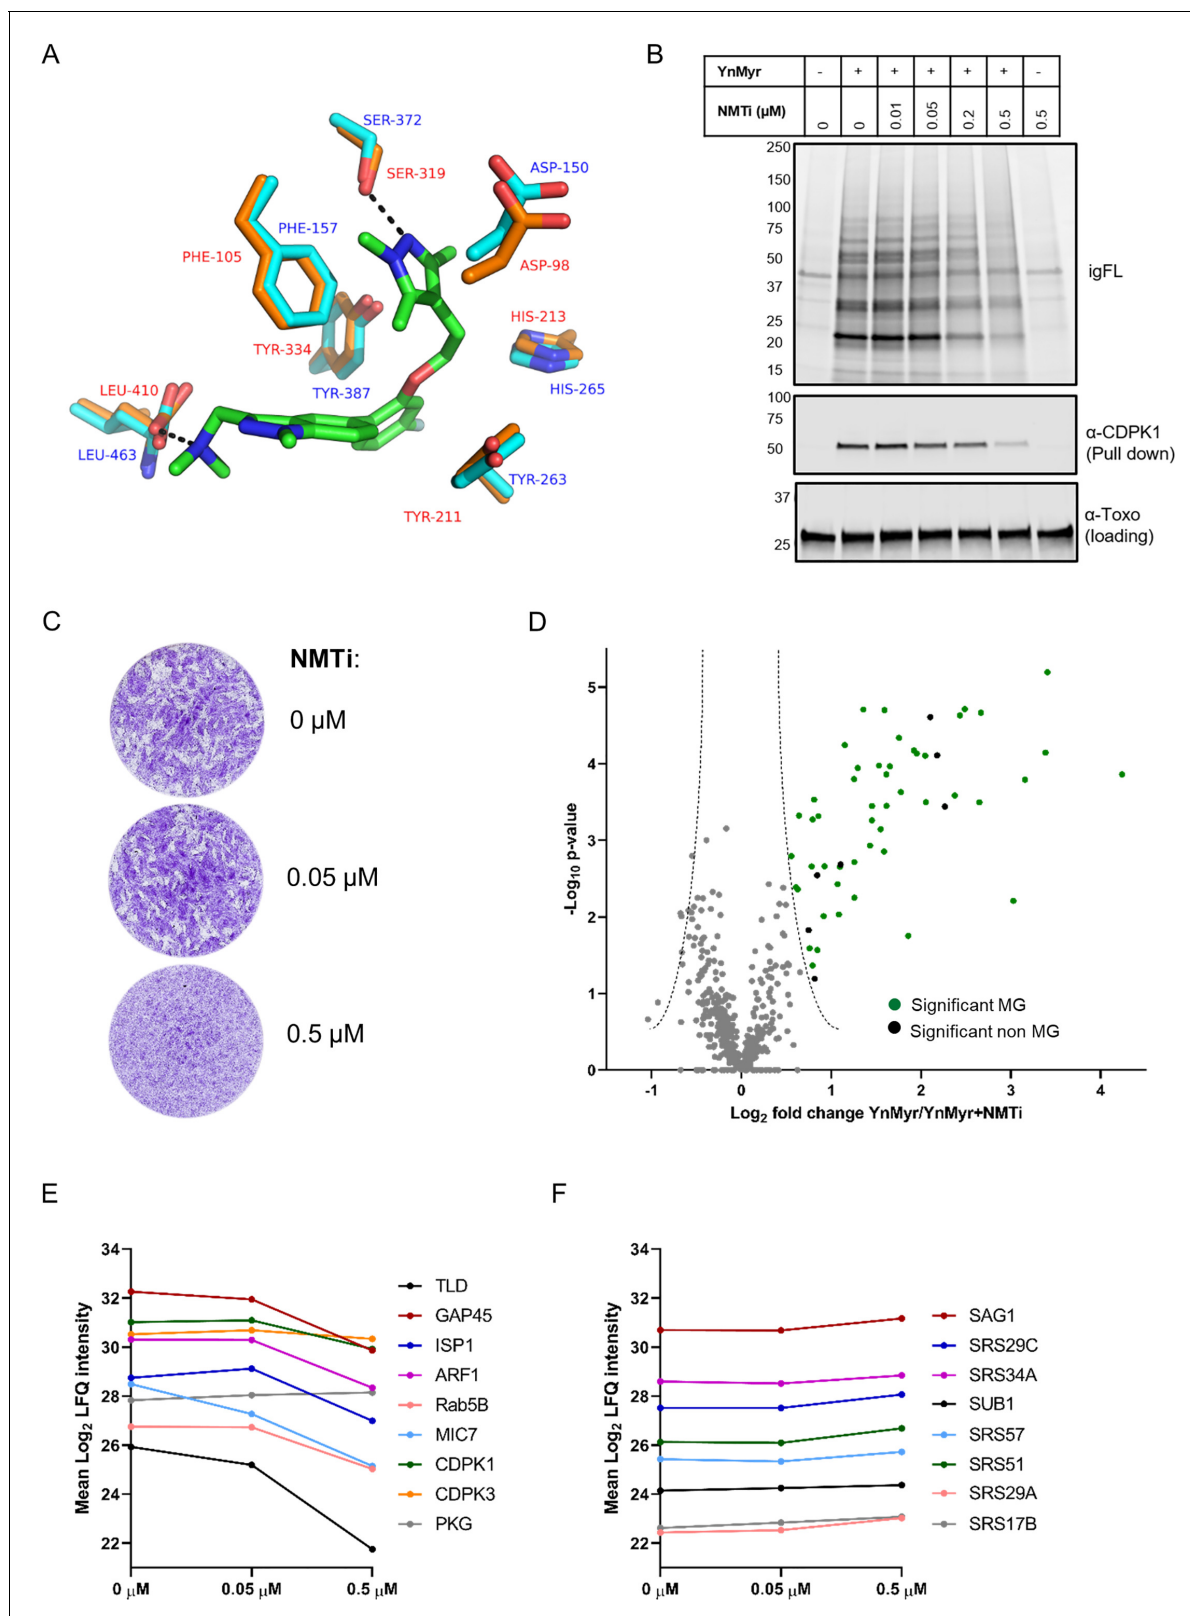 A
SER-372
SER-319
ASP-150
PHE-157
PHE-105
ASP-98
HIS-213
TYR-334
TYR-387
HIS-265
LEU-410
LEU-463
TYR-263
TYR-211
B
YnMyr - + + + + + -
NMTi (µM) 0 0 0.01 0.05 0.2 0.5 0.5
250
150
100
75
50
37
25
20
15
igFL
100
75
50
α-CDPK1
(Pull down)
37
25
α-Toxo
(loading)
C
NMTi:
0 µM
0.05 µM
0.5 µM
D
-Log10 p-value
5
4
3
2
1
0
-1 0 1 2 3 4
Log2 fold change YnMyr/YnMyr+NMTi
Significant MG
Significant non MG
E
Mean Log2 LFQ intensity
34
32
30
28
26
24
22
0 µM 0.05 µM 0.5 µM
TLD
GAP45
ISP1
ARF1
Rab5B
MIC7
CDPK1
CDPK3
PKG
F
Mean Log2 LFQ intensity
34
32
30
28
26
24
22
0 µM 0.05 µM 0.5 µM
SAG1
SRS29C
SRS34A
SUB1
SRS57
SRS51
SRS29A
SRS17B